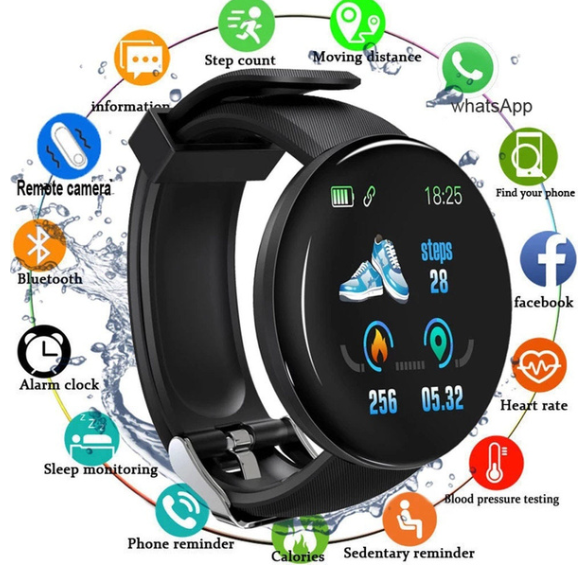 Step count
Moving distance
information
whatsApp
Remote camera
Find your phone
18:25
steps
28
Bluetooth
facebook
256
05.32
Alarm clock
Heart rate
Sleep monitoring
Blood pressure testing
Phone reminder
Calories
Sedentary reminder